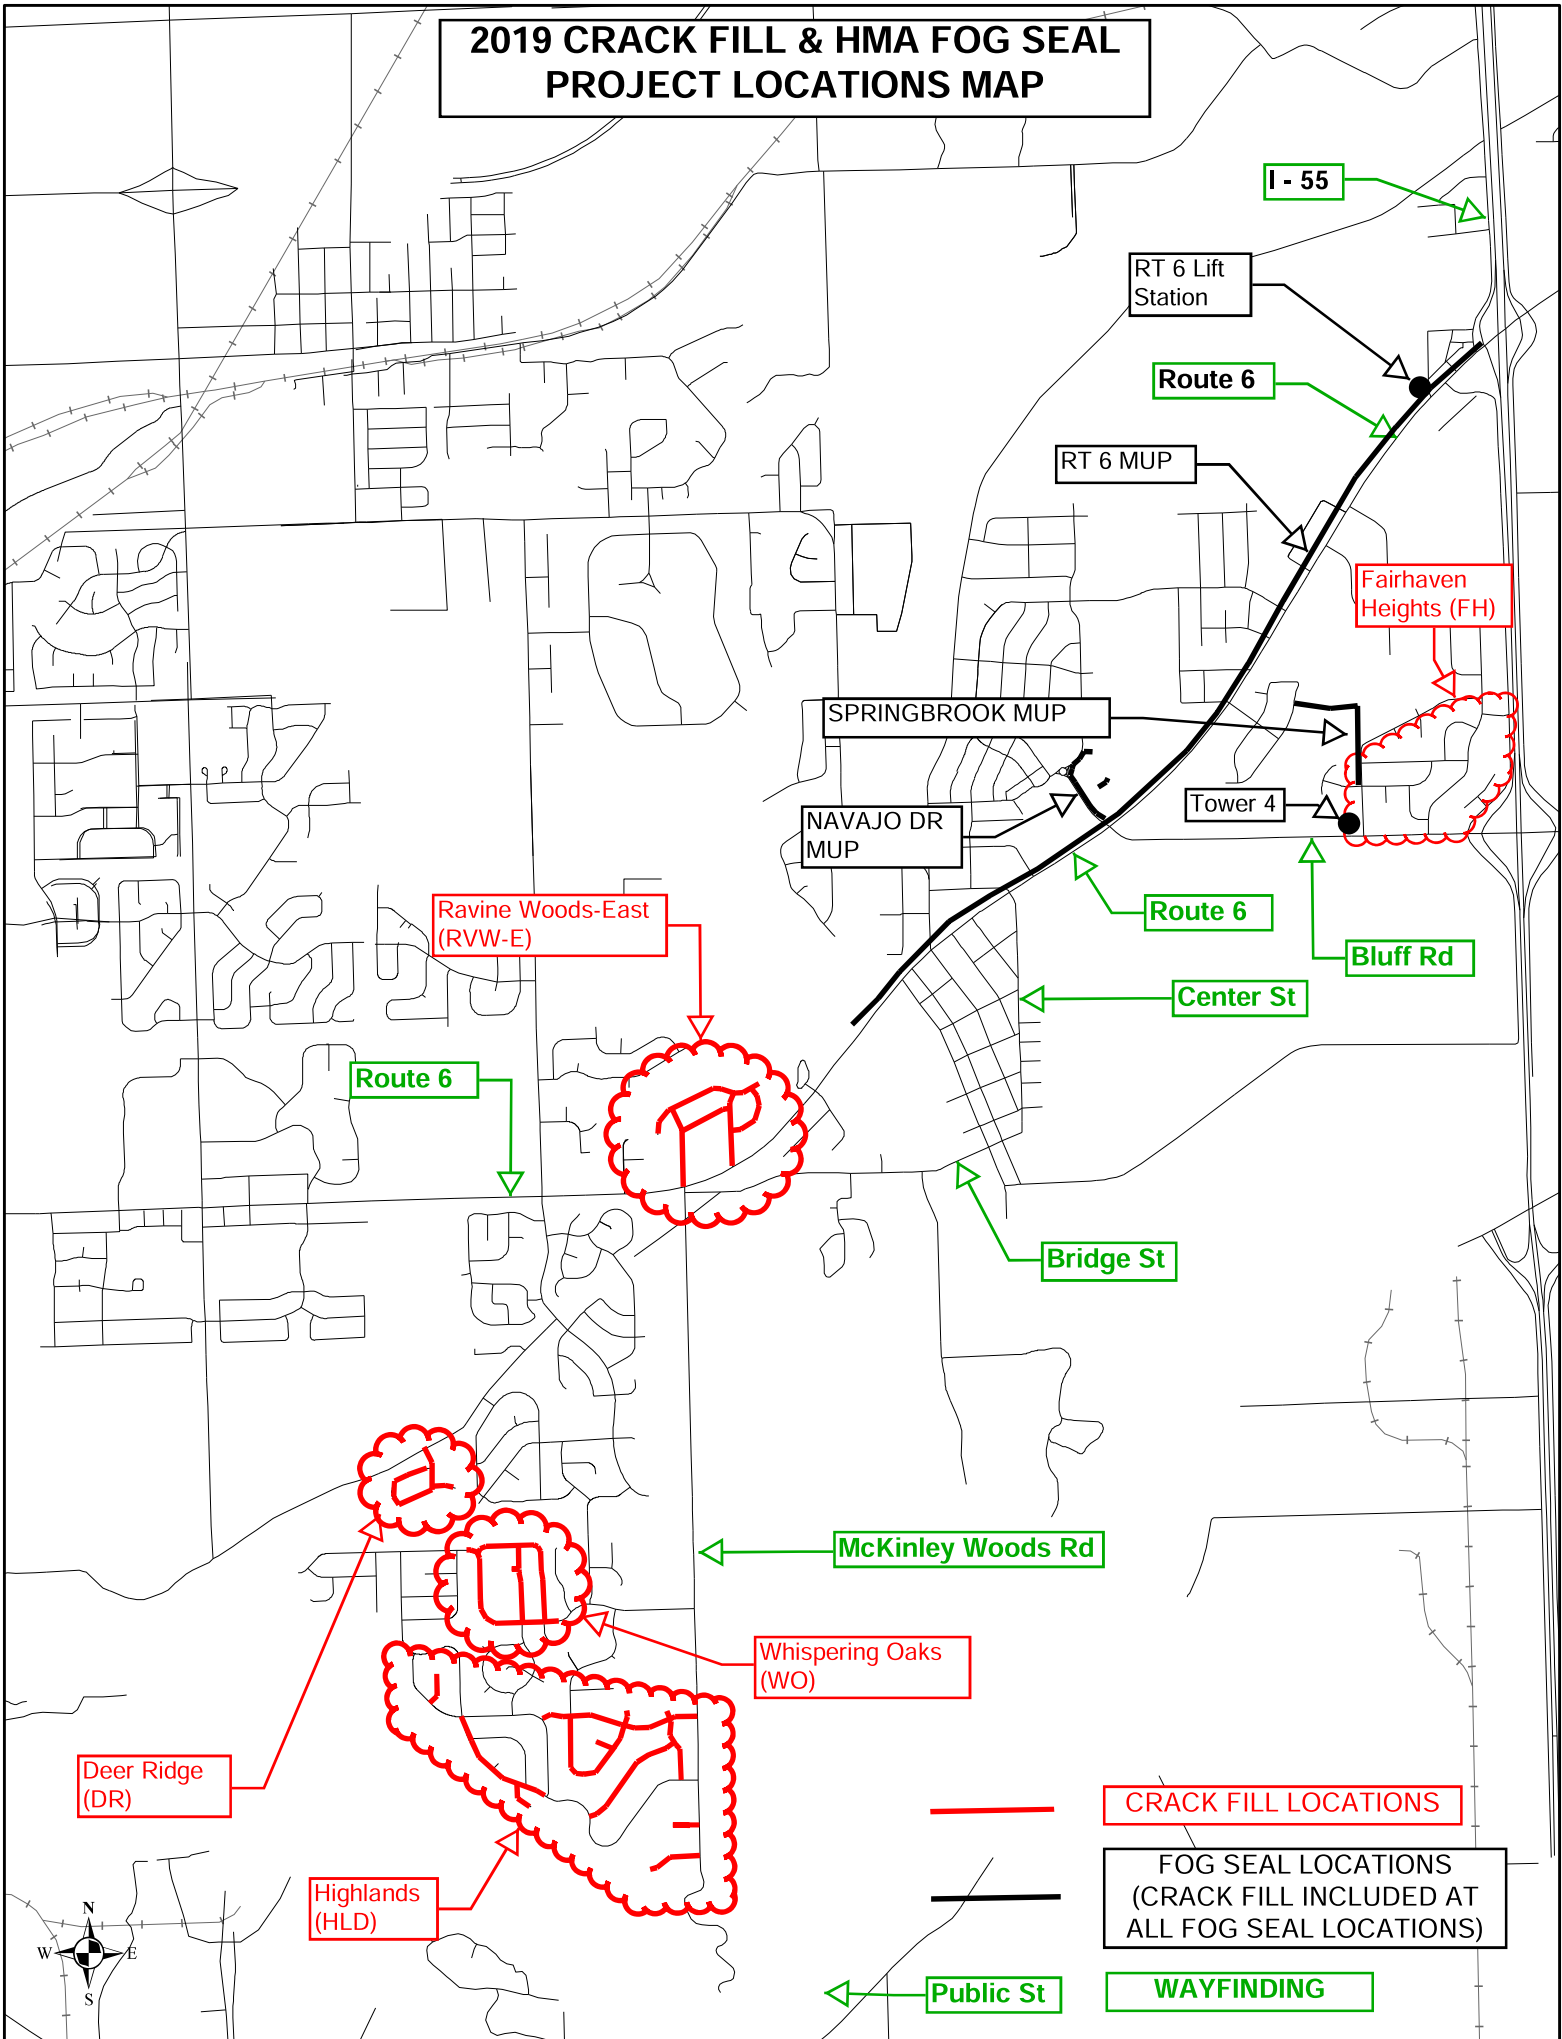 2019 CRACK FILL & HMA FOG SEAL
PROJECT LOCATIONS MAP
I - 55
RT 6 Lift
Station
Route 6
RT 6 MUP
Fairhaven
Heights (FH)
SPRINGBROOK MUP
Tower 4
NAVAJO DR
MUP
Ravine Woods-East
(RVW-E)
Route 6
Bluff Rd
Center St
Route 6
Bridge St
McKinley Woods Rd
Whispering Oaks
(WO)
Deer Ridge
(DR)
Highlands
(HLD)
CRACK FILL LOCATIONS
FOG SEAL LOCATIONS
(CRACK FILL INCLUDED AT
ALL FOG SEAL LOCATIONS)
N
W E
S
Public St
WAYFINDING